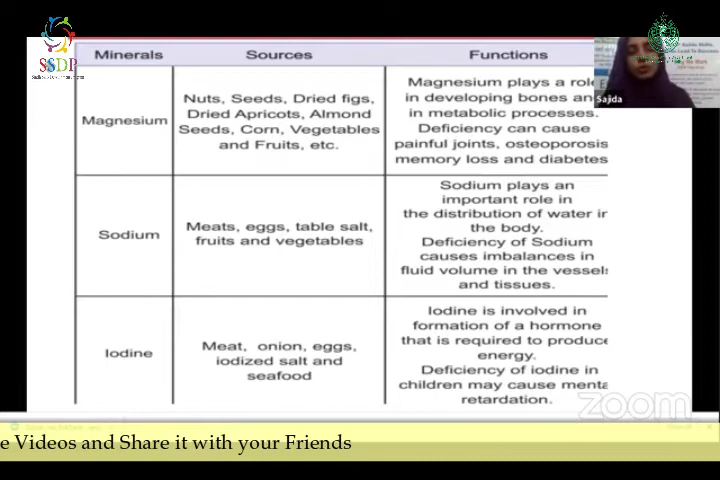 SSDP
Minerals
Sources
Functions
Magnesium
Nuts, Seeds, Dried figs,
Dried Apricots, Almond
Seeds, Corn, Vegetables
and Fruits, etc.
Magnesium plays a role
in developing bones an
in metabolic processes.
Deficiency can cause
painful joints, osteoporosis
memory loss and diabetes
Sodium
Meats, eggs, table salt,
fruits and vegetables
Sodium plays an
important role in
the distribution of water in
the body.
Deficiency of Sodium
causes imbalances in
fluid volume in the vessels
and tissues.
Iodine
Meat, onion, eggs,
iodized salt and
seafood
Iodine is involved in
formation of a hormone
that is required to produce
energy.
Deficiency of iodine in
children may cause menta
retardation.
Sajda
zoom
e Videos and Share it with your Friends